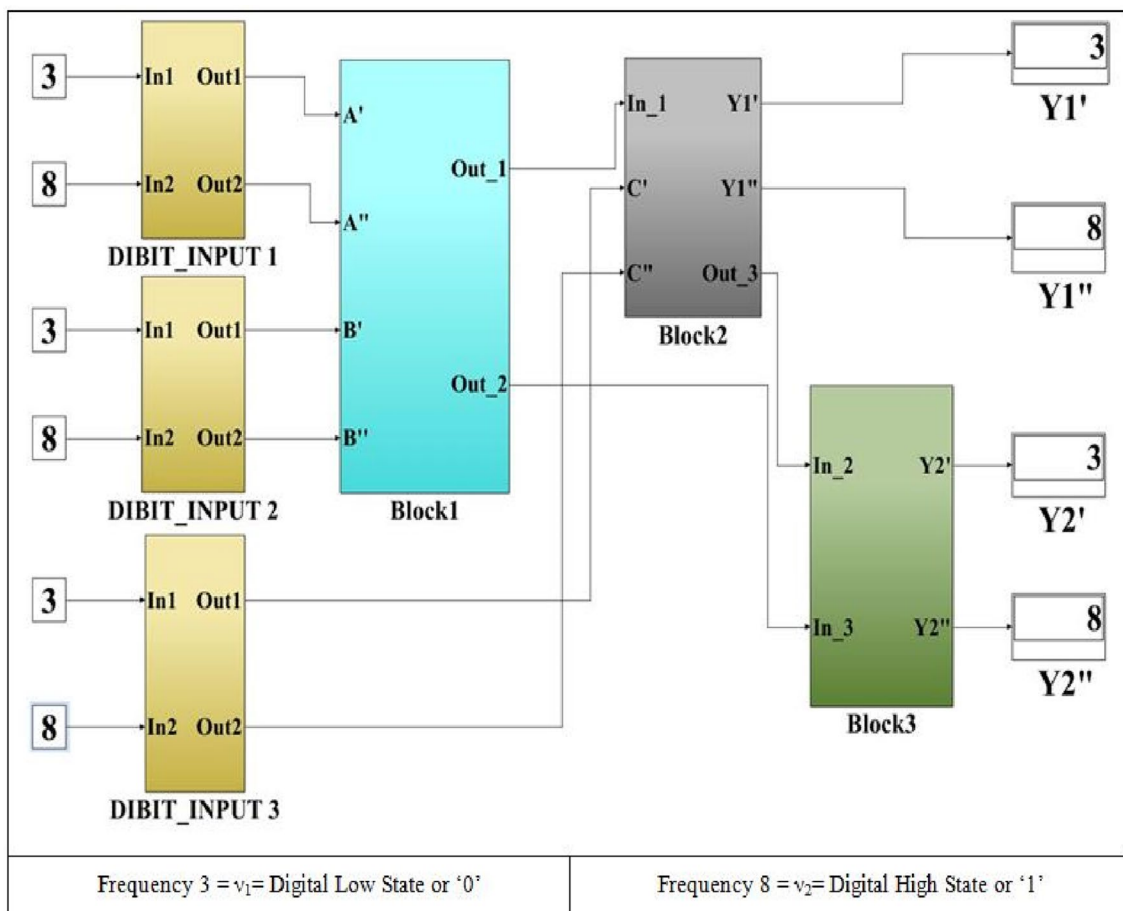 3
In1 Out1
8
In2 Out2
DIBIT_INPUT 1
3
In1 Out1
8
In2 Out2
DIBIT_INPUT 2
3
In1 Out1
8
In2 Out2
DIBIT_INPUT 3
A'
A"
B'
B"
Out_1
Out_2
Block1
In_1 Y1'
C' Y1"
C" Out_3
Block2
In_2 Y2'
In_3 Y2"
Block3
3
Y1'
8
Y1"
3
Y2'
8
Y2"
Frequency 3 = ν₁= Digital Low State or ‘0’
Frequency 8 = ν₂= Digital High State or ‘1’